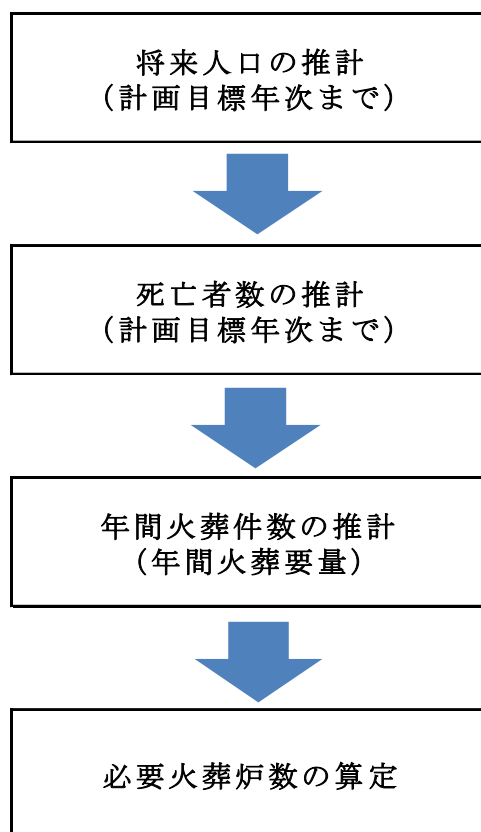 将来人口の推計
（計画目標年次まで）
死亡者数の推計
（計画目標年次まで）
年間火葬件数の推計
（年間火葬要量）
必要火葬炉数の算定